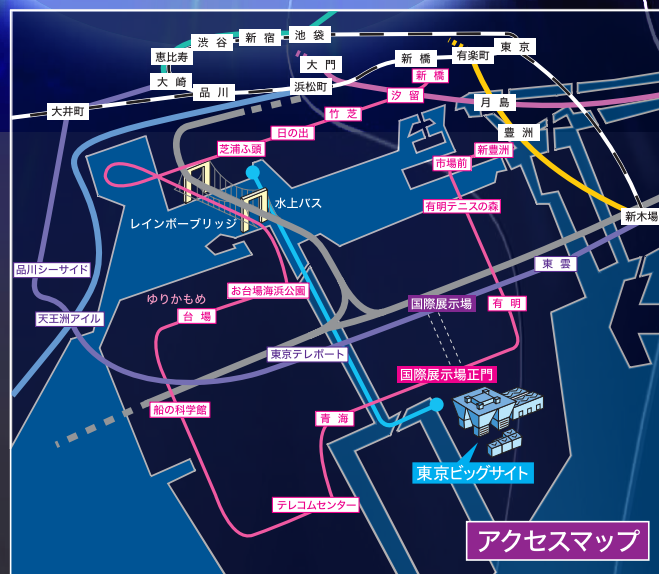 渋谷
新宿
池袋
恵比寿
大門
新橋
有楽町
東京
大崎
品川
浜松町
新橋
大井町
汐留
月島
竹芝
日の出
豊洲
芝浦ふ頭
新豊洲
市場前
水上バス
レインボーブリッジ
有明テニスの森
新木場
品川シーサイド
東雲
ゆりかもめ
お台場海浜公園
国際展示場
有明
天王洲アイル
台場
東京テレポート
国際展示場正門
船の科学館
青海
東京ビッグサイト
テレコムセンター
アクセスマップ